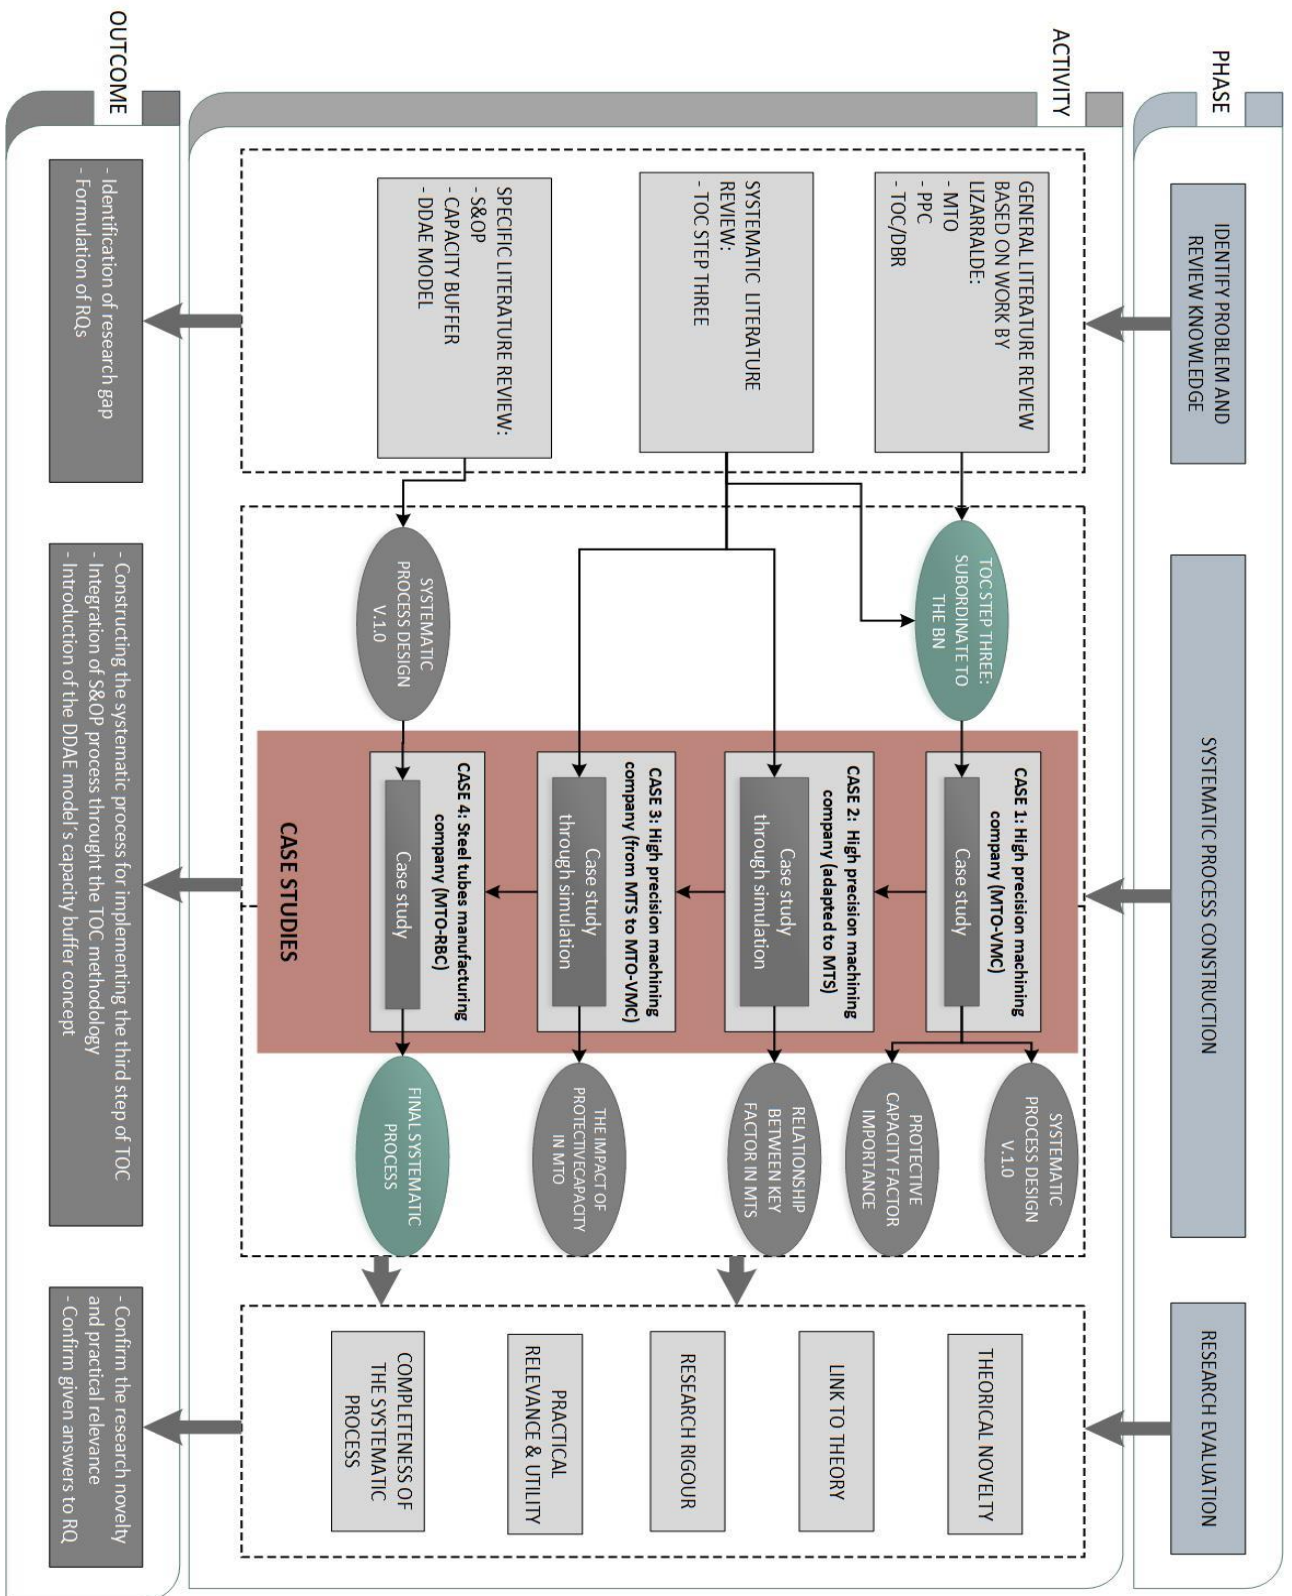 PHASE
IDENTIFY PROBLEM AND
REVIEW KNOWLEDGE
SYSTEMATIC PROCESS CONSTRUCTION
RESEARCH EVALUATION
ACTIVITY
GENERAL LITERATURE REVIEW
BASED ON WORK BY
LIZARRALDE:
- MTO
- PPC
- TOC/DBR
SYSTEMATIC LITERATURE
REVIEW:
- TOC STEP THREE
SPECIFIC LITERATURE REVIEW:
- S&OP
- CAPACITY BUFFER
- DDAE MODEL
TOC STEP THREE:
SUBORDINATE TO
THE BN
SYSTEMATIC
PROCESS DESIGN
V.1.0
CASE 1: High precision machining
company (MTO-VMC)
Case study
CASE 2: High precision machining
company (adapted to MTS)
Case study
through simulation
CASE 3: High precision machining
company (from MTS to MTO-VMC)
Case study
through simulation
CASE 4: Steel tubes manufacturing
company (MTO-RBC)
Case study
CASE STUDIES
SYSTEMATIC
PROCESS DESIGN
V.1.0
PROTECTIVE
CAPACITY FACTOR
IMPORTANCE
RELATIONSHIP
BETWEEN KEY
FACTOR IN MTS
THE IMPACT OF
PROTECTIVECAPACITY
IN MTO
FINAL SYSTEMATIC
PROCESS
THEORICAL NOVELTY
LINK TO THEORY
RESEARCH RIGOUR
PRACTICAL
RELEVANCE & UTILITY
COMPLETENESS OF
THE SYSTEMATIC
PROCESS
OUTCOME
- Identification of research gap
- Formulation of RQs
- Constructing the systematic process for implementing the third step of TOC
- Integration of S&OP process throught the TOC methodology
- Introduction of the DDAE model´s capacity buffer concept
- Confirm the research novelty
and practical relevance
- Confirm given answers to RQ